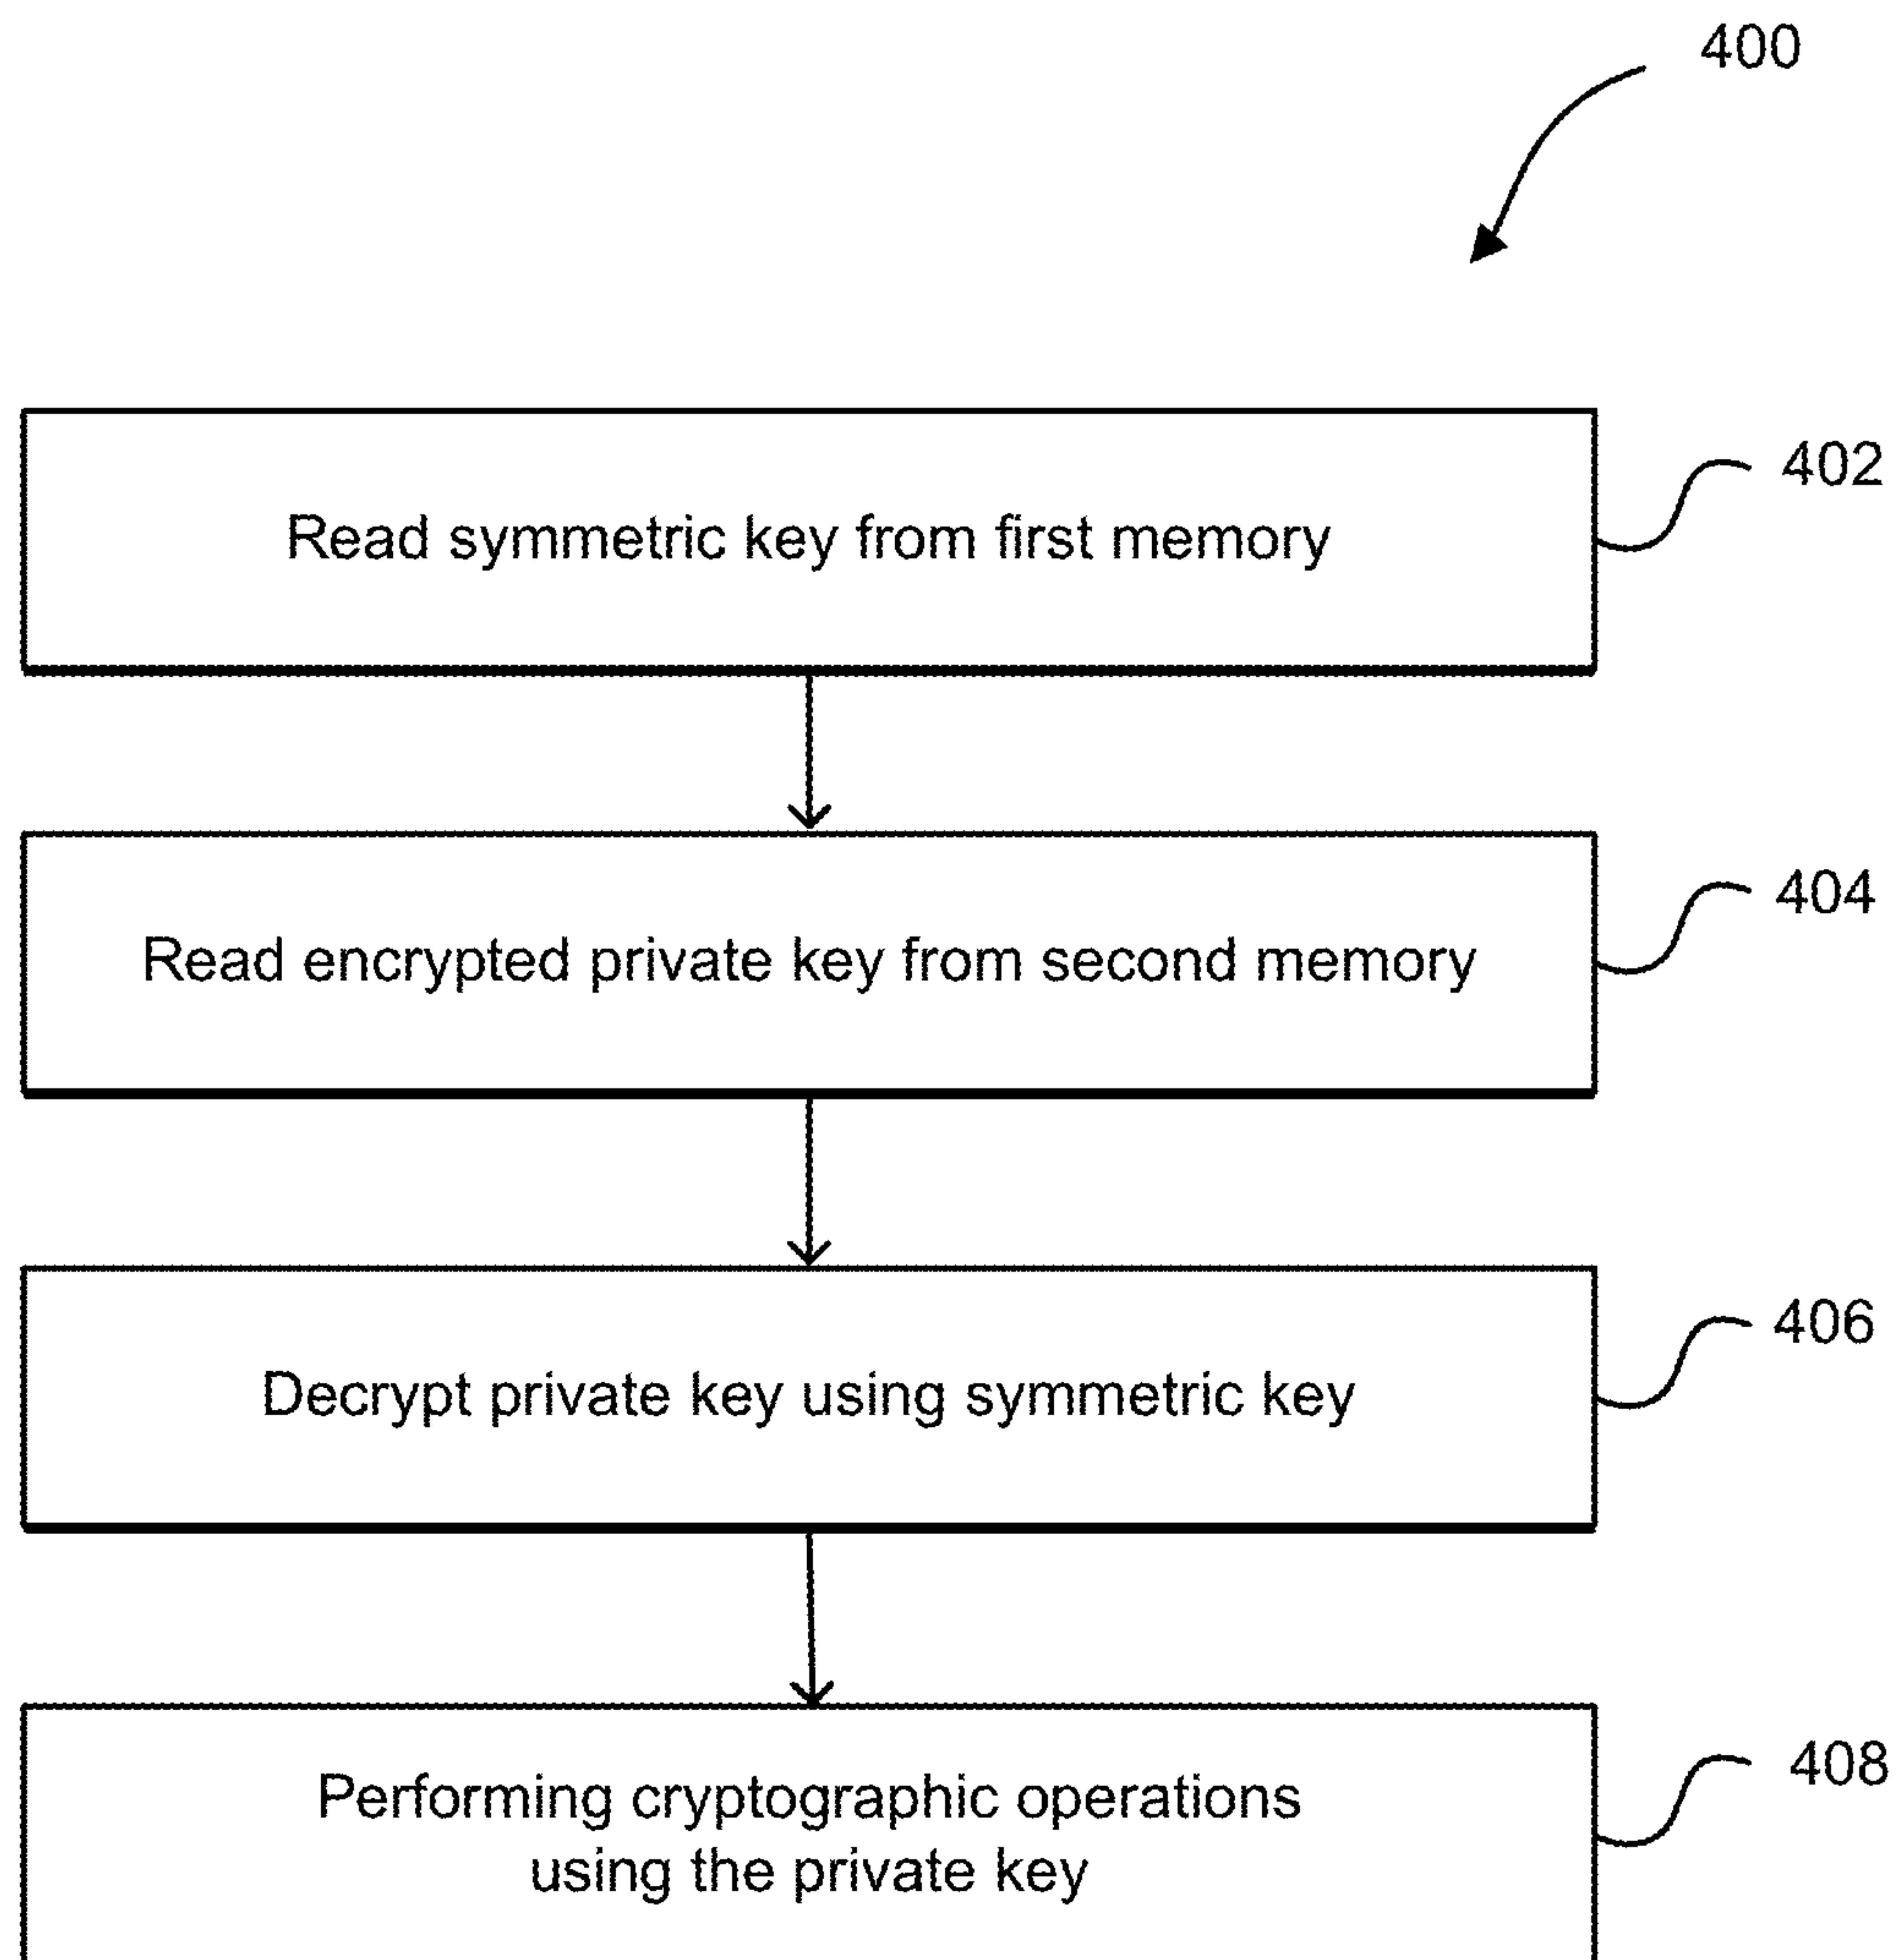 400
Read symmetric key from first memory
402
Read encrypted private key from second memory
404
Decrypt private key using symmetric key
406
Performing cryptographic operations
using the private key
408